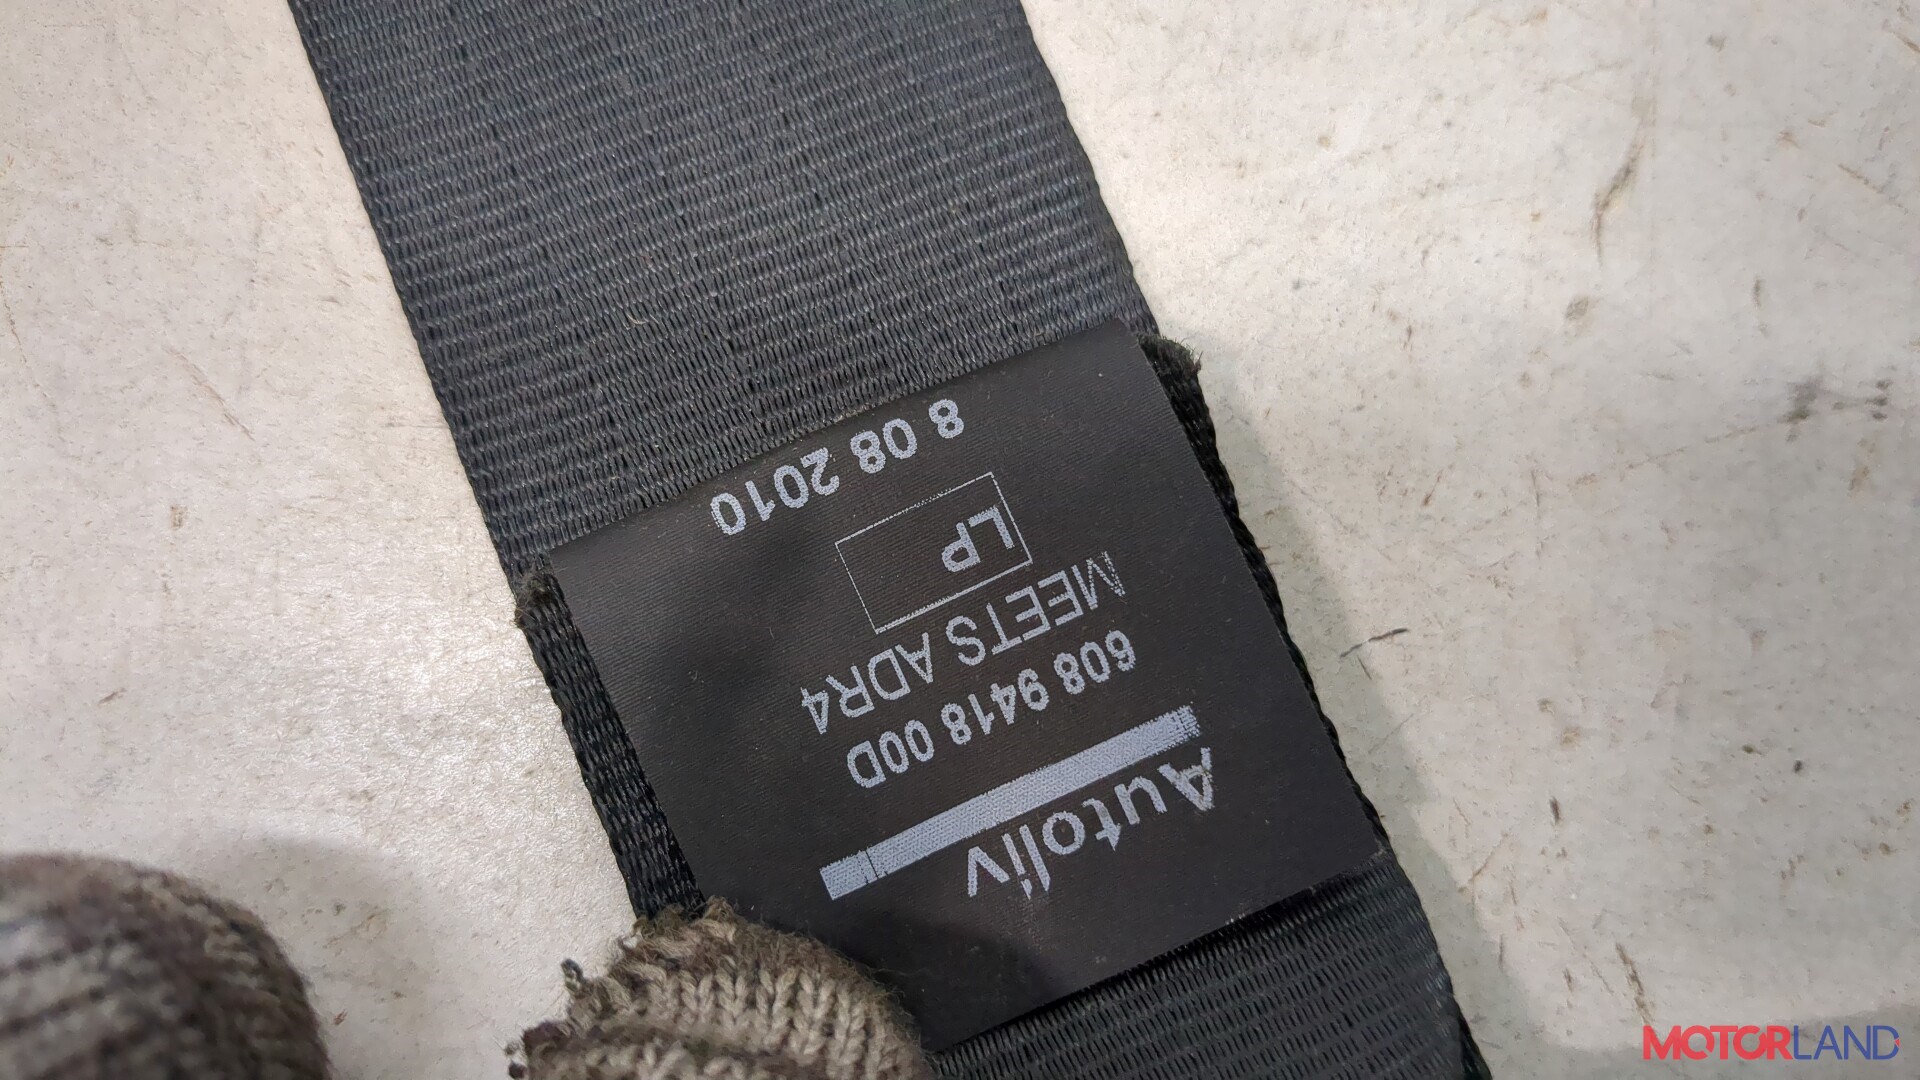 Autoliv
608 9418 00D
MEETS ADR4
LP
8 08 2010
MOTORLAND